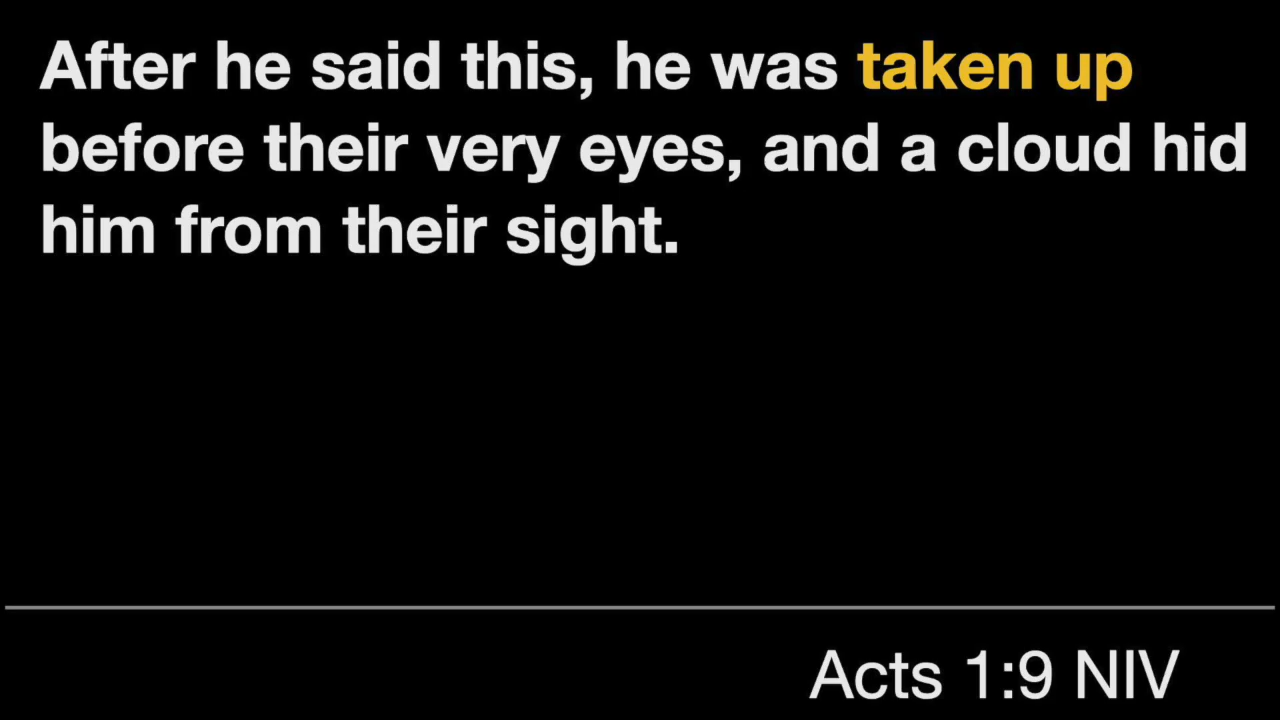 After he said this, he was taken up
before their very eyes, and a cloud hid
him from their sight.
Acts 1:9 NIV